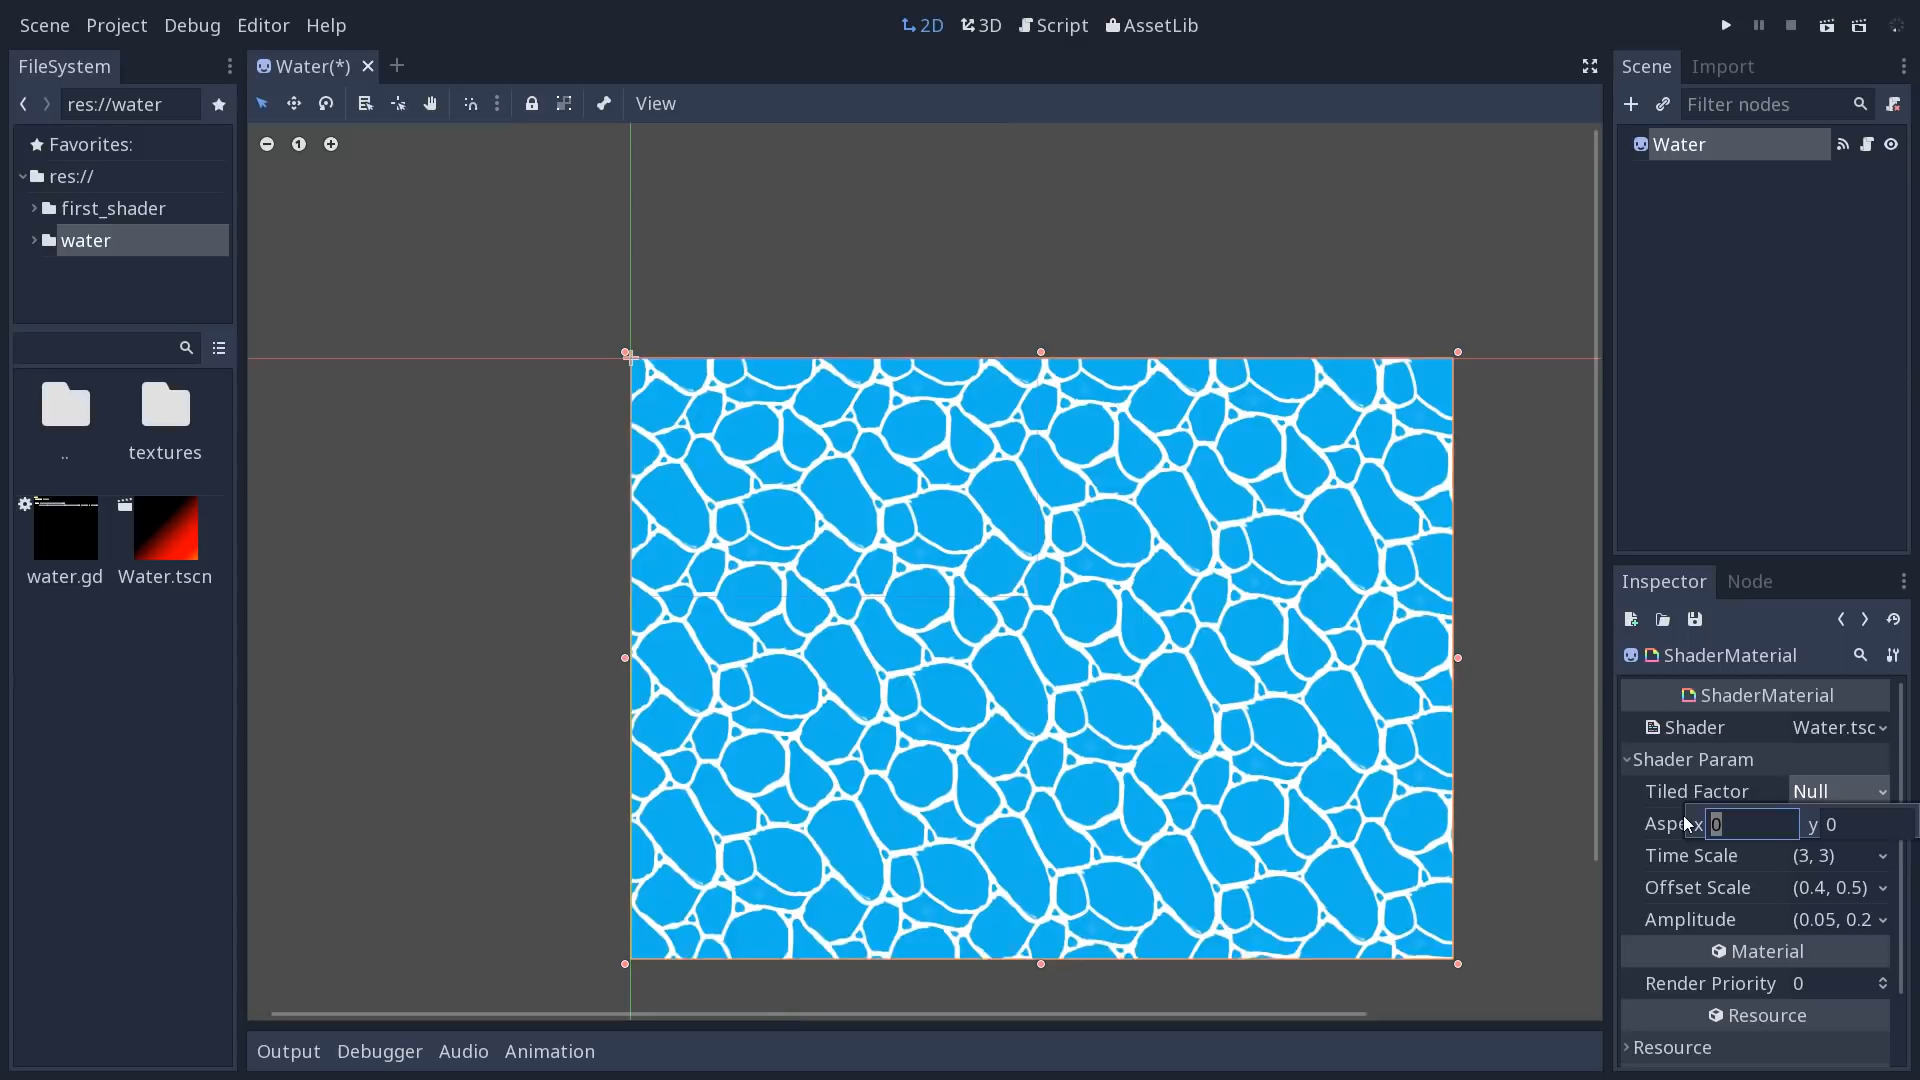 Scene Project Debug Editor Help
2D 3D Script AssetLib
FileSystem
res://water
Favorites:
res://
first_shader
water
..
textures
water.gd
Water.tscn
Water(*)
View
1
Output Debugger Audio Animation
Scene Import
Filter nodes
Water
Inspector Node
ShaderMaterial
ShaderMaterial
Shader Water.tsc
Shader Param
Tiled Factor Null
Aspe x 0 y 0
Time Scale (3, 3)
Offset Scale (0.4, 0.5)
Amplitude (0.05, 0.2
Material
Render Priority 0
Resource
Resource